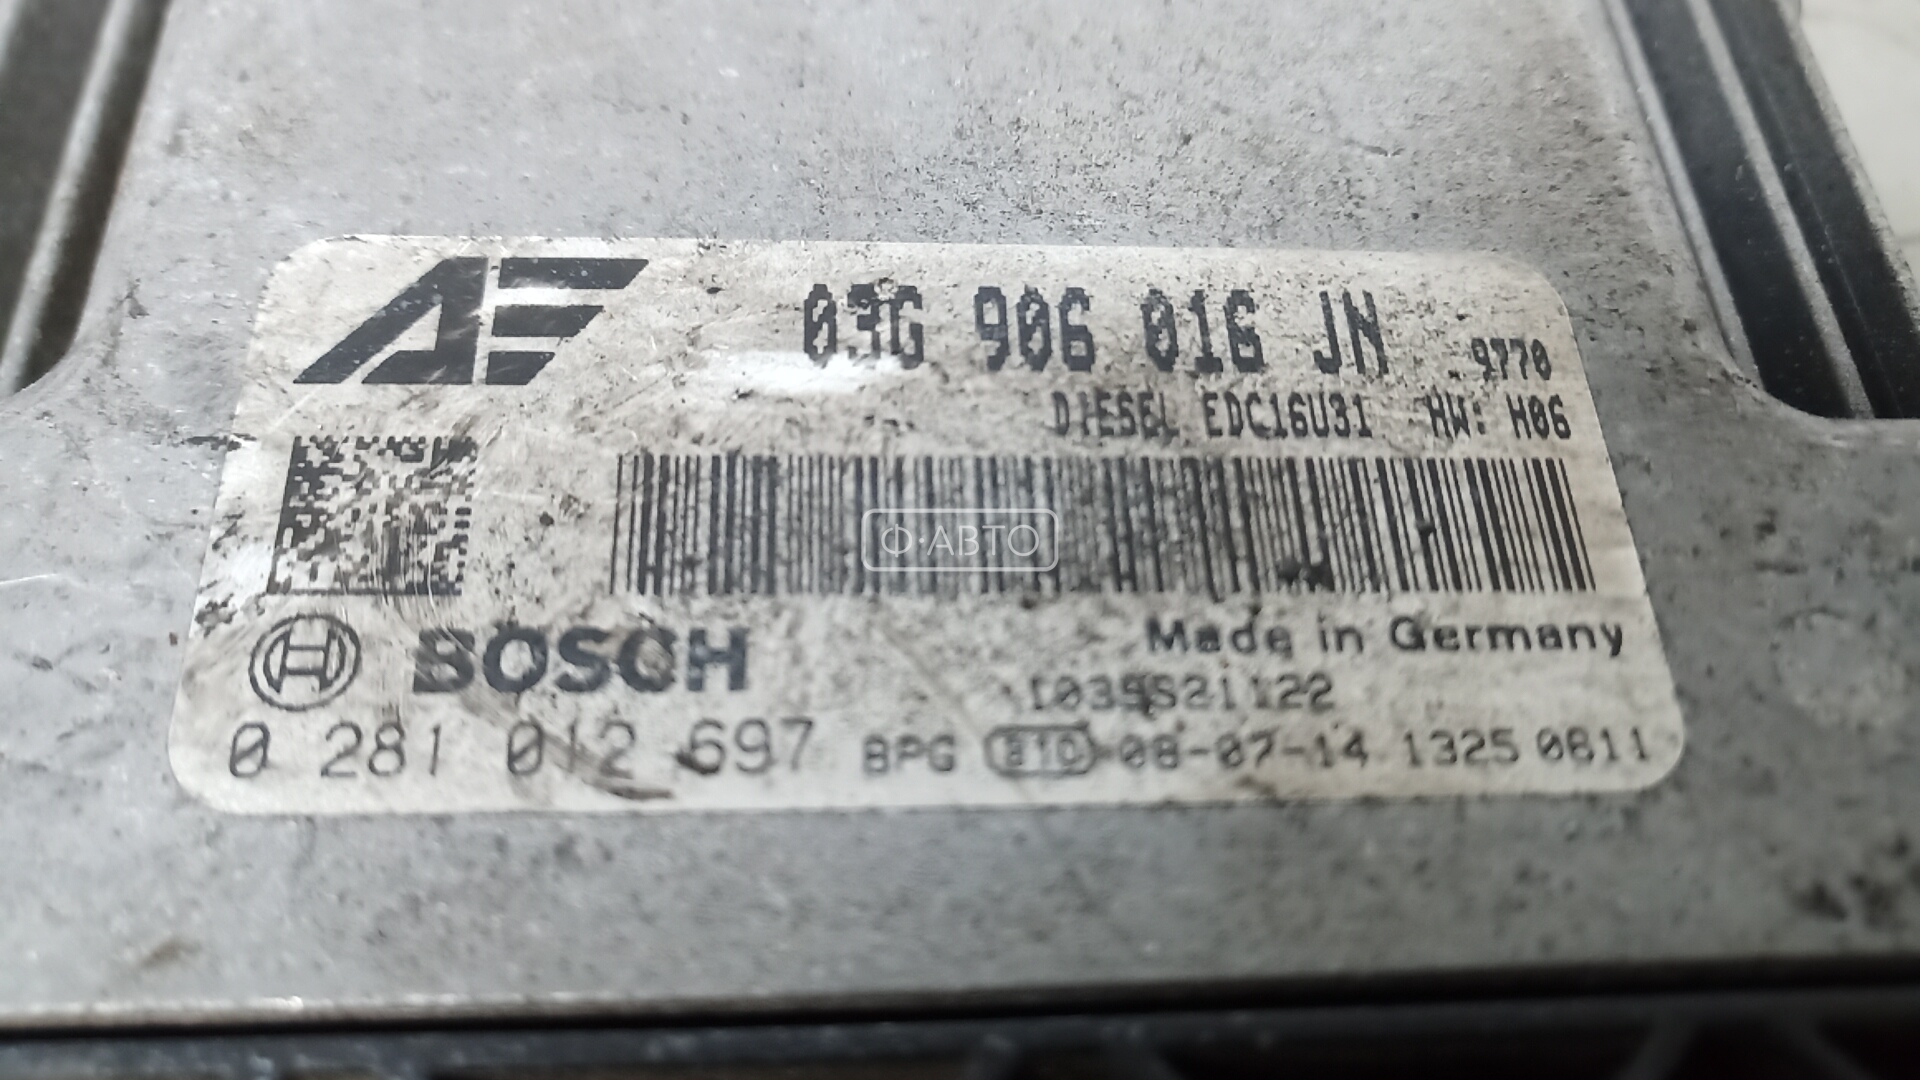 AE
03G 906 016 JN 9770
DIESEL EDC16U31 HW: H06
Ф·АВТО
BOSCH
Made in Germany
1039S21122
0 281 012 697 BPG 08-07-14 1325 0811